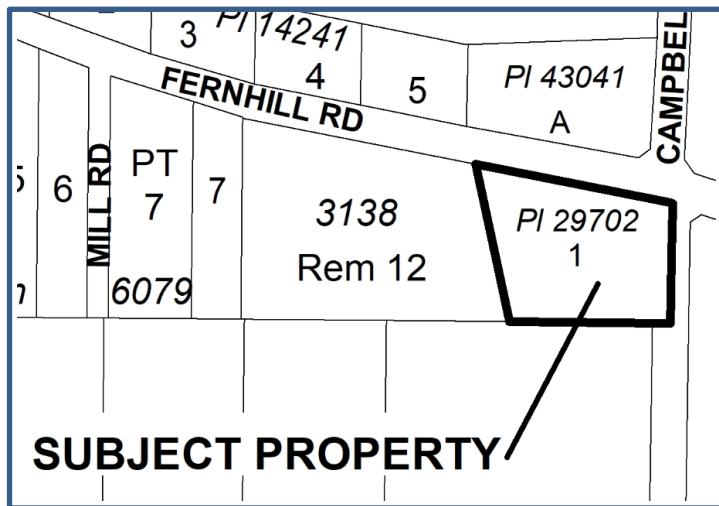 3
Pl 14241
4
5
Pl 43041
A
CAMPBEL
FERNHILL RD
MILL RD
6
PT
7
6079
7
3138
Rem 12
Pl 29702
1
SUBJECT PROPERTY